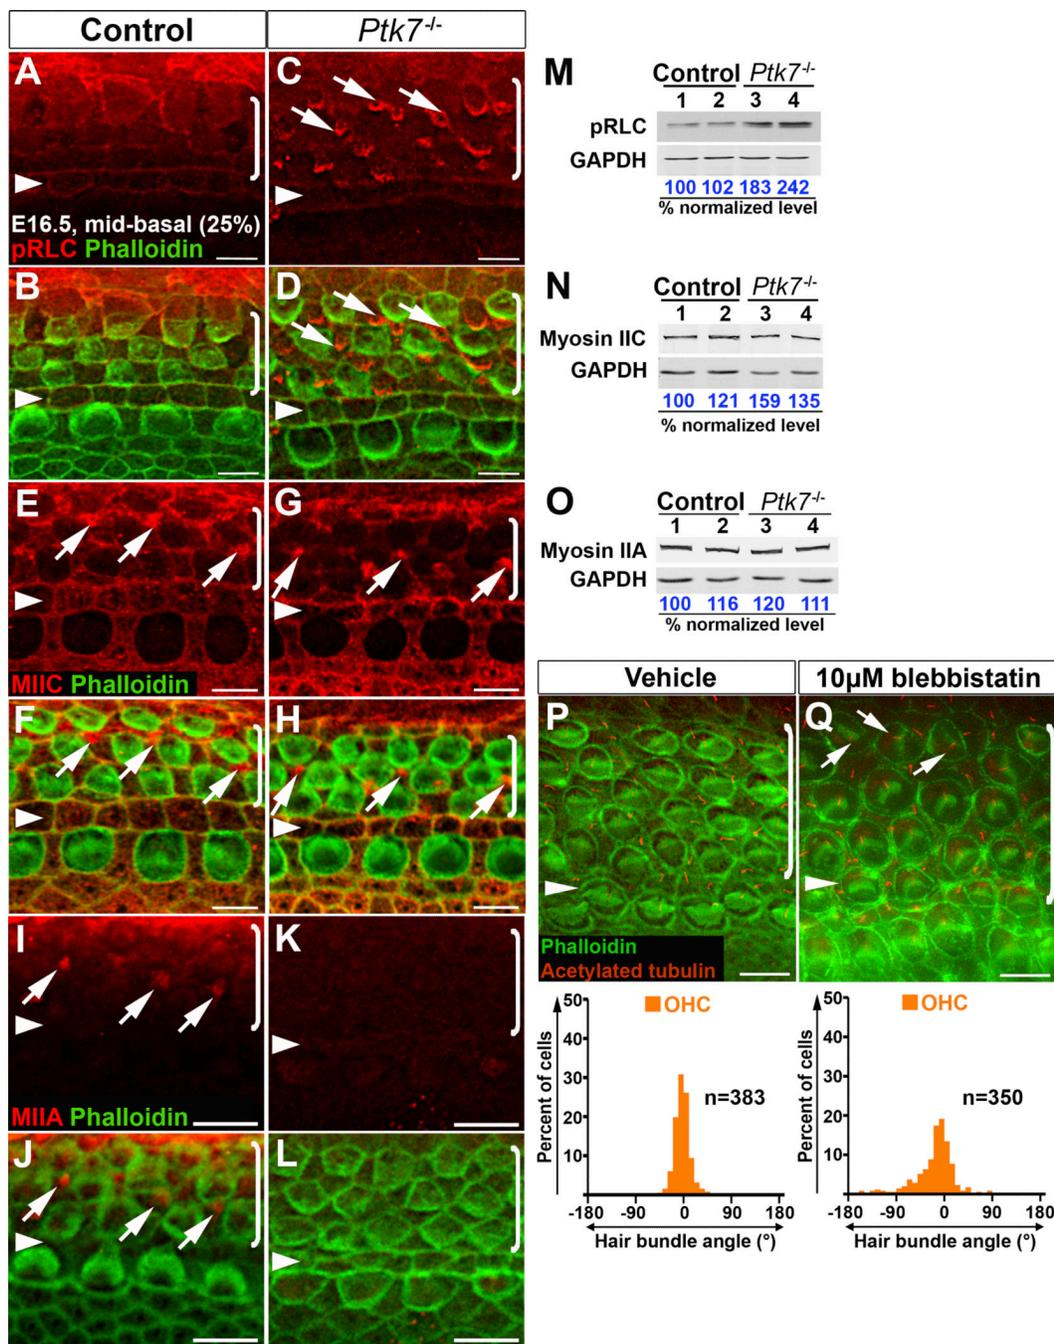 Control
Ptk7-/-
A
C
E16.5, mid-basal (25%)
pRLC Phalloidin
B
D
E
G
MIIC Phalloidin
F
H
I
K
MIIA Phalloidin
J
L
M
Control Ptk7-/-
1 2 3 4
pRLC
GAPDH
100 102 183 242
% normalized level
N
Control Ptk7-/-
1 2 3 4
Myosin IIC
GAPDH
100 121 159 135
% normalized level
O
Control Ptk7-/-
1 2 3 4
Myosin IIA
GAPDH
100 116 120 111
% normalized level
Vehicle
10µM blebbistatin
P
Q
Phalloidin
Acetylated tubulin
50
40
30
20
10
Percent of cells
OHC
n=383
-180 -90 0 90 180
Hair bundle angle (°)
50
40
30
20
10
Percent of cells
OHC
n=350
-180 -90 0 90 180
Hair bundle angle (°)